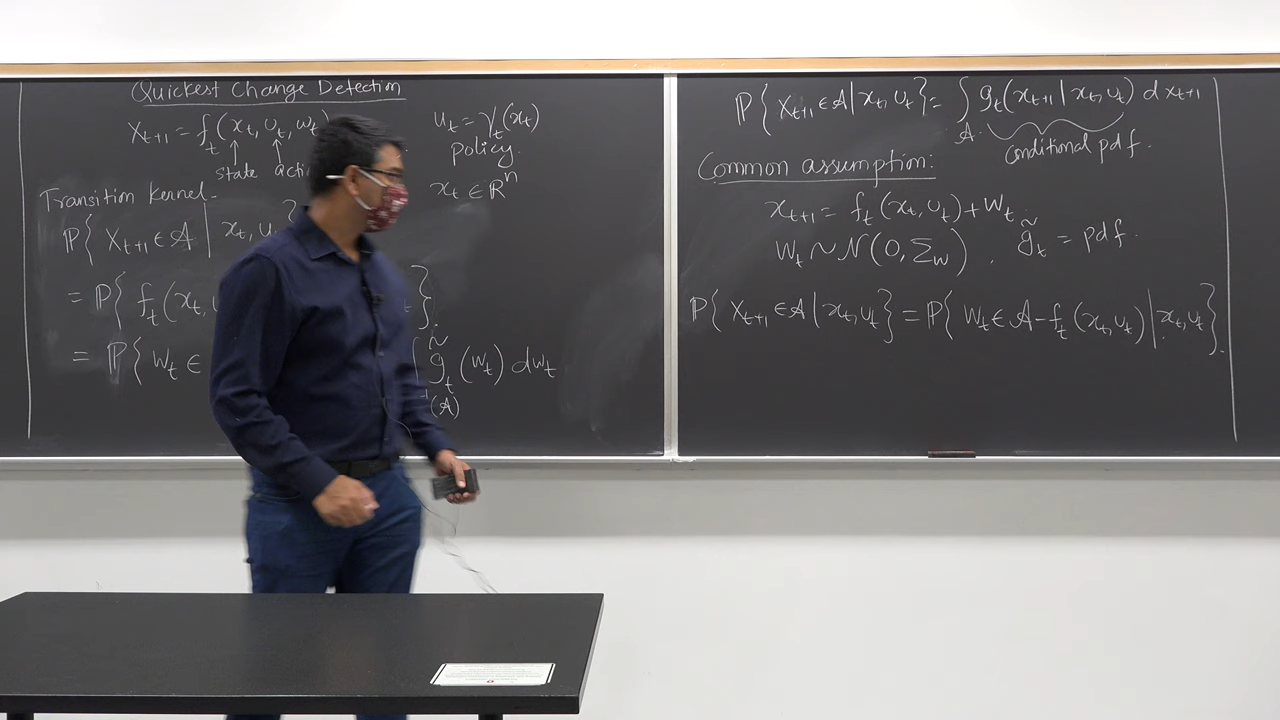 Quickest Change Detection
X_{t+1} = f_t(x_t, u_t, w_t)
state acti
u_t = γ_t(x_t)
policy.
x_t ∈ ℝ^n
Transition kernel-
ℙ{ X_{t+1} ∈ A | x_t, u
= ℙ{ f_t(x_t, }.
= ℙ{ w_t ∈ ∫ g̃_t(w_t) dw_t
(A)
ℙ{ X_{t+1} ∈ A | x_t, u_t } = ∫_A g_t(x_{t+1} | x_t, u_t) dx_{t+1}
Conditional pdf.
Common assumption:
x_{t+1} = f_t(x_t, u_t) + w_t.
w_t ~ N(0, Σ_w). g̃_t = pdf.
ℙ{ X_{t+1} ∈ A | x_t, u_t } = ℙ{ w_t ∈ A - f_t(x_t, u_t) | x_t, u_t }.